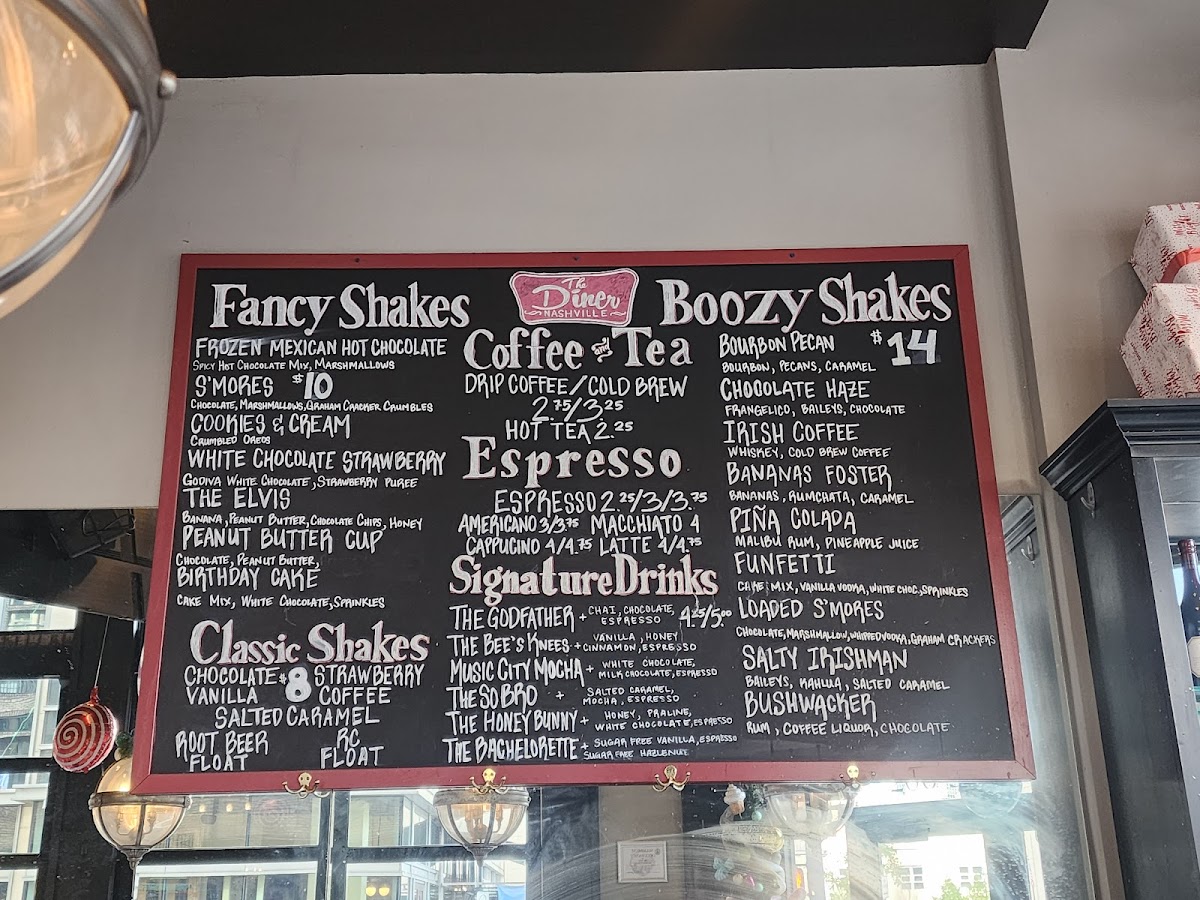 The
Diner
NASHVILLE
Fancy Shakes
FROZEN MEXICAN HOT CHOCOLATE
SPICY HOT CHOCOLATE MIX, MARSHMALLOWS
S'MORES $10
CHOCOLATE, MARSHMALLOWS, GRAHAM CRACKER CRUMBLES
COOKIES & CREAM
CRUMBLED OREOS
WHITE CHOCOLATE STRAWBERRY
GODIVA WHITE CHOCOLATE, STRAWBERRY PUREE
THE ELVIS
BANANA, PEANUT BUTTER, CHOCOLATE CHIPS, HONEY
PEANUT BUTTER CUP
CHOCOLATE, PEANUT BUTTER,
BIRTHDAY CAKE
CAKE MIX, WHITE CHOCOLATE, SPRINKLES
Classic Shakes
CHOCOLATE $8 STRAWBERRY
VANILLA COFFEE
SALTED CARAMEL
ROOT BEER FLOAT
RC FLOAT
Coffee and Tea
DRIP COFFEE/COLD BREW
2.75/3.25
HOT TEA 2.25
Espresso
ESPRESSO 2.25/3/3.75
AMERICANO 3/3.75 MACCHIATO 4
CAPPUCINO 4/4.75 LATTE 4/4.75
Signature Drinks
THE GODFATHER + CHAI, CHOCOLATE, ESPRESSO 4.25/5.00
THE BEE'S KNEES + VANILLA, HONEY, CINNAMON, ESPRESSO
MUSIC CITY MOCHA + WHITE CHOCOLATE, MILK CHOCOLATE, ESPRESSO
THE SOBRO + SALTED CARAMEL, MOCHA, ESPRESSO
THE HONEY BUNNY + HONEY, PRALINE, WHITE CHOCOLATE, ESPRESSO
THE BACHELORETTE + SUGAR FREE VANILLA, ESPRESSO SUGAR FREE HAZLENUT
Boozy Shakes
$14
BOURBON PECAN
BOURBON, PECANS, CARAMEL
CHOCOLATE HAZE
FRANGELICO, BAILEYS, CHOCOLATE
IRISH COFFEE
WHISKEY, COLD BREW COFFEE
BANANAS FOSTER
BANANAS, RUMCHATA, CARAMEL
PIÑA COLADA
MALIBU RUM, PINEAPPLE JUICE
FUNFETTI
CAKE MIX, VANILLA VODKA, WHITE CHOC, SPRINKLES
LOADED S'MORES
CHOCOLATE, MARSHMALLOW, WHIPPED VODKA, GRAHAM CRACKERS
SALTY IRISHMAN
BAILEYS, KAHLUA, SALTED CARAMEL
BUSHWACKER
RUM, COFFEE LIQUOR, CHOCOLATE